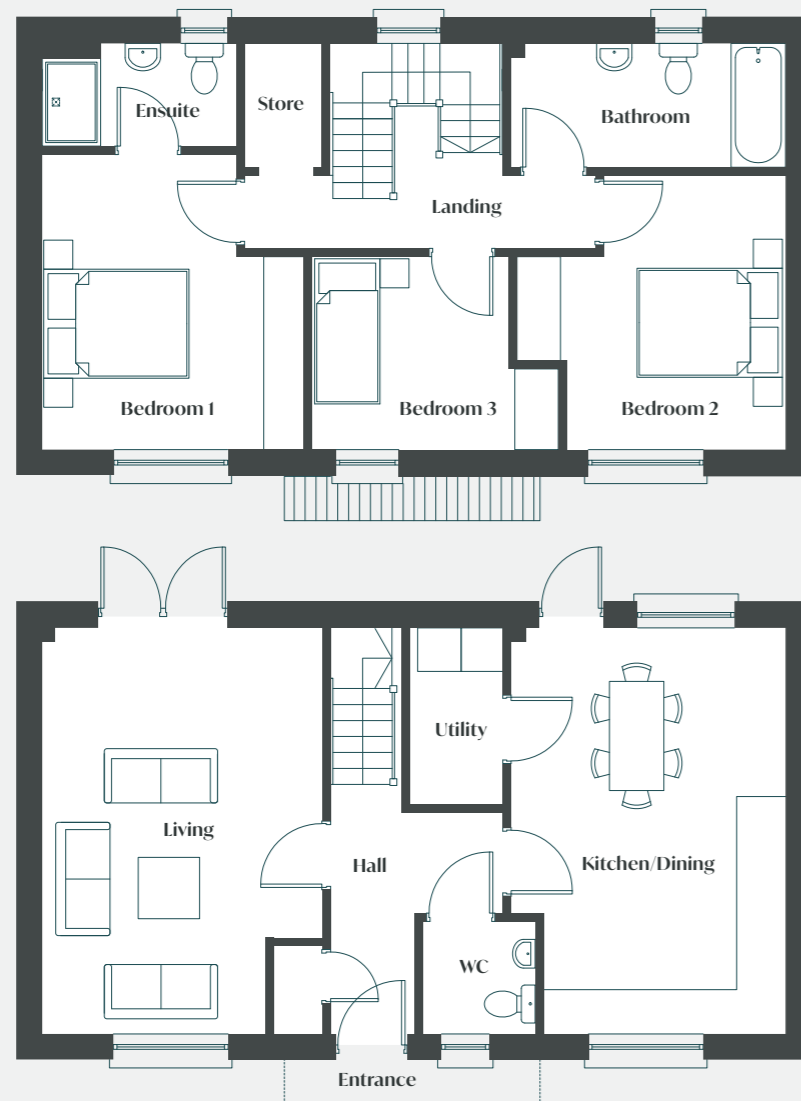 Ensuite
Store
Bathroom
Landing
Bedroom 1
Bedroom 3
Bedroom 2
Utility
Living
Hall
Kitchen/Dining
WC
Entrance